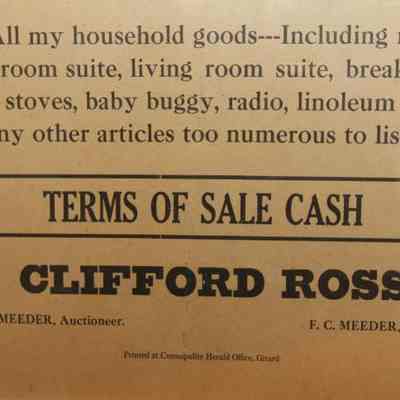 All my household goods---Including
room suite, living room suite, break
stoves, baby buggy, radio, linoleum
ny other articles too numerous to lis
TERMS OF SALE CASH
CLIFFORD ROSS
MEEDER, Auctioneer. F. C. MEEDER,
Printed at Cosmopolite Herald Office, Girard